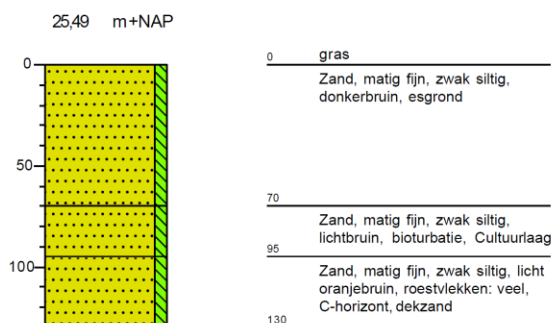 25,49 m+NAP
0
50
100
0 gras
Zand, matig fijn, zwak siltig,
donkerbruin, esgrond
70
Zand, matig fijn, zwak siltig,
lichtbruin, bioturbatie, Cultuurlaag
95
Zand, matig fijn, zwak siltig, licht
oranjebruin, roestvlekken: veel,
C-horizont, dekzand
130